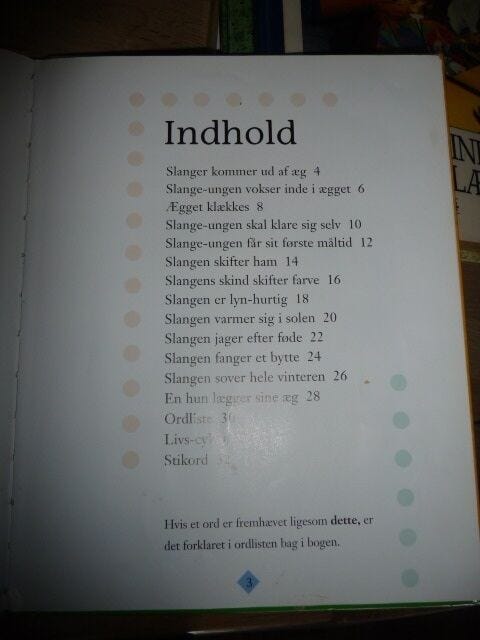 Indhold
Slanger kommer ud af æg 4
Slange-ungen vokser inde i ægget 6
Ægget klækkes 8
Slange-ungen skal klare sig selv 10
Slange-ungen får sit første måltid 12
Slangen skifter ham 14
Slangens skind skifter farve 16
Slangen er lyn-hurtig 18
Slangen varmer sig i solen 20
Slangen jager efter føde 22
Slangen fanger et bytte 24
Slangen sover hele vinteren 26
En hun lægger sine æg 28
Ordliste 30
Livs-cyk
Stikord 32
Hvis et ord er fremhævet ligesom dette, er
det forklaret i ordlisten bag i bogen.
3